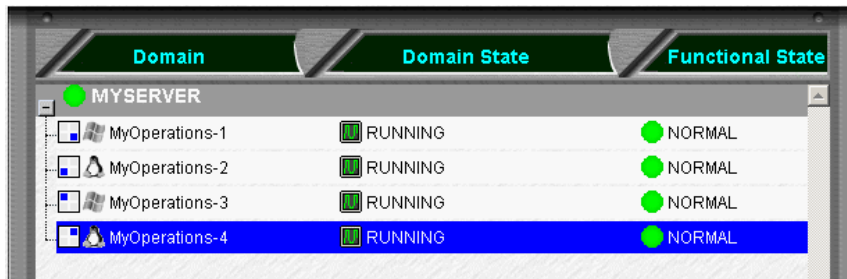 Domain Domain State Functional State
MYSERVER
MyOperations-1 RUNNING NORMAL
MyOperations-2 RUNNING NORMAL
MyOperations-3 RUNNING NORMAL
MyOperations-4 RUNNING NORMAL